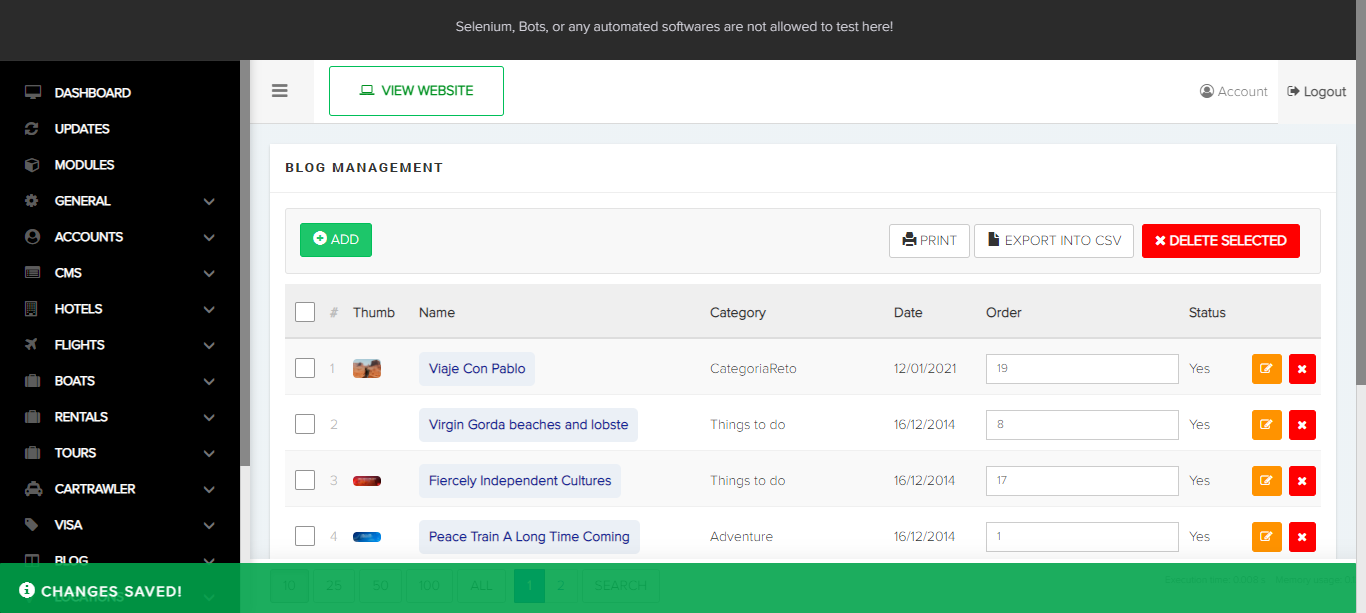 Selenium, Bots, or any automated softwares are not allowed to test here!
VIEW WEBSITE
Account
Logout
DASHBOARD
UPDATES
MODULES
GENERAL
ACCOUNTS
CMS
HOTELS
FLIGHTS
BOATS
RENTALS
TOURS
CARTRAWLER
VISA
BLOG
LOCATIONS
BLOG MANAGEMENT
ADD
PRINT
EXPORT INTO CSV
DELETE SELECTED
# Thumb Name Category Date Order Status
1 Viaje Con Pablo CategoriaReto 12/01/2021 19 Yes
2 Virgin Gorda beaches and lobste Things to do 16/12/2014 8 Yes
3 Fiercely Independent Cultures Things to do 16/12/2014 17 Yes
4 Peace Train A Long Time Coming Adventure 16/12/2014 1 Yes
10 25 50 100 ALL 1 2 SEARCH
CHANGES SAVED!